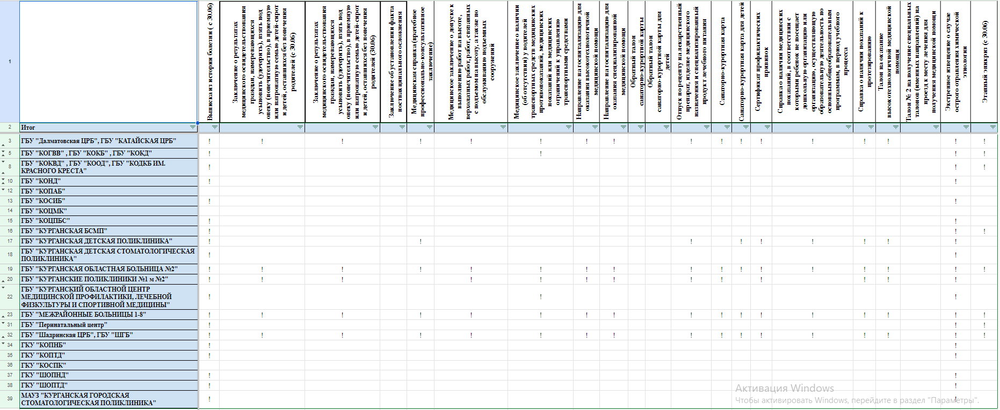 1
Выписка из истории болезни ( с 30.06)
Заключение о результатах
медицинского освидетельствования
граждан, намеревающихся
усыновить (удочерить), взять под
опеку (попечительство), в приемную
или патронатную семью детей-сирот
и детей, оставшихся без попечения
родителей (с 30.06)
Заключение о результатах
медицинского освидетельствования
граждан, намеревающихся
усыновить (удочерить), взять под
опеку (попечительство), в приемную
или патронатную семью детей-сирот
и детей, оставшихся без попечения
родителей (30.06)
Заключение об установлении факта
поствакцинального осложнения
Медицинская справка (врачебное
профессионально-консультативное
заключение)
Медицинское заключение о допуске к
выполнению работ на высоте,
верхолазных работ, работ, связанных
с подъемом на высоту, а также по
обслуживанию подъемных
сооружений
Медицинское заключение о наличии
(об отсутствии) у водителей
транспортных средств медицинских
противопоказаний, медицинских
показаний или медицинских
ограничений к управлению
транспортными средствами
Направление на госпитализацию для
оказания высокотехнологичной
медицинской помощи
Направление на госпитализацию для
оказания специализированной
медицинской помощи
Обратный талон
санаторно-курортной карты
Обратный талон
санаторно-курортной карты для
детей
Отпуск по рецепту на лекарственный
препарат, изделие медицинского
назначения и специализированный
продукт лечебного питания
Санаторно-курортная карта
Санаторно-курортная карта для детей
Сертификат профилактических
прививок
Справка о наличии медицинских
показаний, в соответствии с
которыми ребенок не посещает
дошкольную организацию или
организацию, осуществляющую
образовательную деятельность по
основным общеобразовательным
программам, в период учебного
процесса
Справка о наличии показаний к
протезированию
Талон на оказание
высокотехнологичной медицинской
помощи
Талон № 2 на получение специальных
талонов (именных направлений) на
проезд к месту лечения для
получения медицинской помощи
Экстренное извещение о случае
острого отравления химической
этиологии
Этапный эпикриз (с 30.06)
2 Итог
3 ГБУ "Далматовская ЦРБ", ГБУ "КАТАЙСКАЯ ЦРБ" ! ! ! ! ! ! ! ! ! ! ! ! ! ! ! ! !
5 ГБУ "КОГВВ" , ГБУ "КОКБ" , ГБУ "КОКД" ! ! ! !
8 ГБУ "КОКВД" , ГБУ "КООД", ГБУ "КОДКБ ИМ.
КРАСНОГО КРЕСТА" ! ! !
10 ГБУ "КОНД" ! !
12 ГБУ "КОПАБ"
13 ГБУ "КОСИБ" ! !
14 ГБУ "КОЦМК"
15 ГБУ "КОЦПБС" ! !
16 ГБУ "КУРГАНСКАЯ БСМП" ! ! !
17 ГБУ "КУРГАНСКАЯ ДЕТСКАЯ ПОЛИКЛИНИКА" ! ! ! ! ! ! ! ! !
18 ГБУ "КУРГАНСКАЯ ДЕТСКАЯ СТОМАТОЛОГИЧЕСКАЯ
ПОЛИКЛИНИКА" ! !
19 ГБУ "КУРГАНСКАЯ ОБЛАСТНАЯ БОЛЬНИЦА №2" ! ! ! ! ! ! ! ! ! ! ! ! ! ! ! ! !
20 ГБУ "КУРГАНСКИЕ ПОЛИКЛИНИКИ №1 м №2" ! ! ! ! ! ! ! ! ! ! ! ! !
22 ГБУ "КУРГАНСКИЙ ОБЛАСТНОЙ ЦЕНТР
МЕДИЦИНСКОЙ ПРОФИЛАКТИКИ, ЛЕЧЕБНОЙ
ФИЗКУЛЬТУРЫ И СПОРТИВНОЙ МЕДИЦИНЫ" ! ! !
23 ГБУ "МЕЖРАЙОННЫЕ БОЛЬНИЦЫ 1-8" ! ! ! ! ! ! ! ! ! ! ! ! ! ! ! ! !
31 ГБУ "Перинатальный центр" ! ! !
32 ГБУ "Шадринская ЦРБ", ГБУ "ШГБ" ! ! ! ! ! ! ! ! ! ! ! ! ! ! ! ! !
34 ГКУ "КОПНБ" ! !
35 ГКУ "КОПТД" ! !
36 ГКУ "КОСПК"
37 ГКУ "ШОПНД" ! !
38 ГКУ "ШОПТД" ! !
39 МАУЗ "КУРГАНСКАЯ ГОРОДСКАЯ
СТОМАТОЛОГИЧЕСКАЯ ПОЛИКЛИНИКА" ! !
Активация Windows
Чтобы активировать Windows, перейдите в раздел "Параметры".